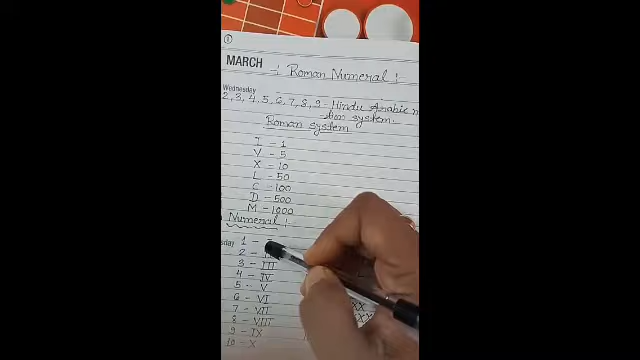 1
MARCH
Roman Numeral :
Wednesday
2, 3, 4, 5, 6, 7, 8, 9 - Hindu Arabic
system.
Roman system
I - 1
V - 5
X - 10
L - 50
C - 100
D - 500
M - 1000
Numeral :
1 -
2 -
3 - III
4 - IV
5 - V
6 - VI
7 - VII
8 - VIII
9 - IX
10 - X